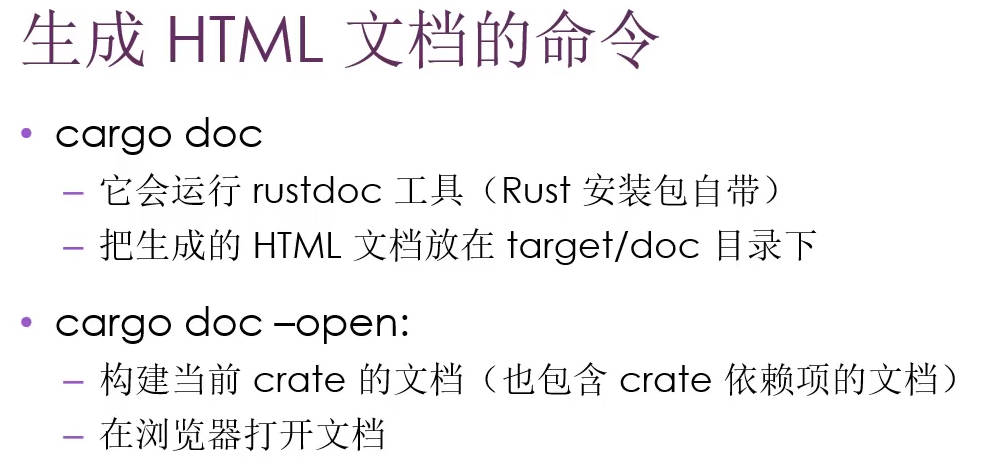 生成 HTML 文档的命令
• cargo doc
– 它会运行 rustdoc 工具（Rust 安装包自带）
– 把生成的 HTML 文档放在 target/doc 目录下
• cargo doc –open:
– 构建当前 crate 的文档（也包含 crate 依赖项的文档）
– 在浏览器打开文档